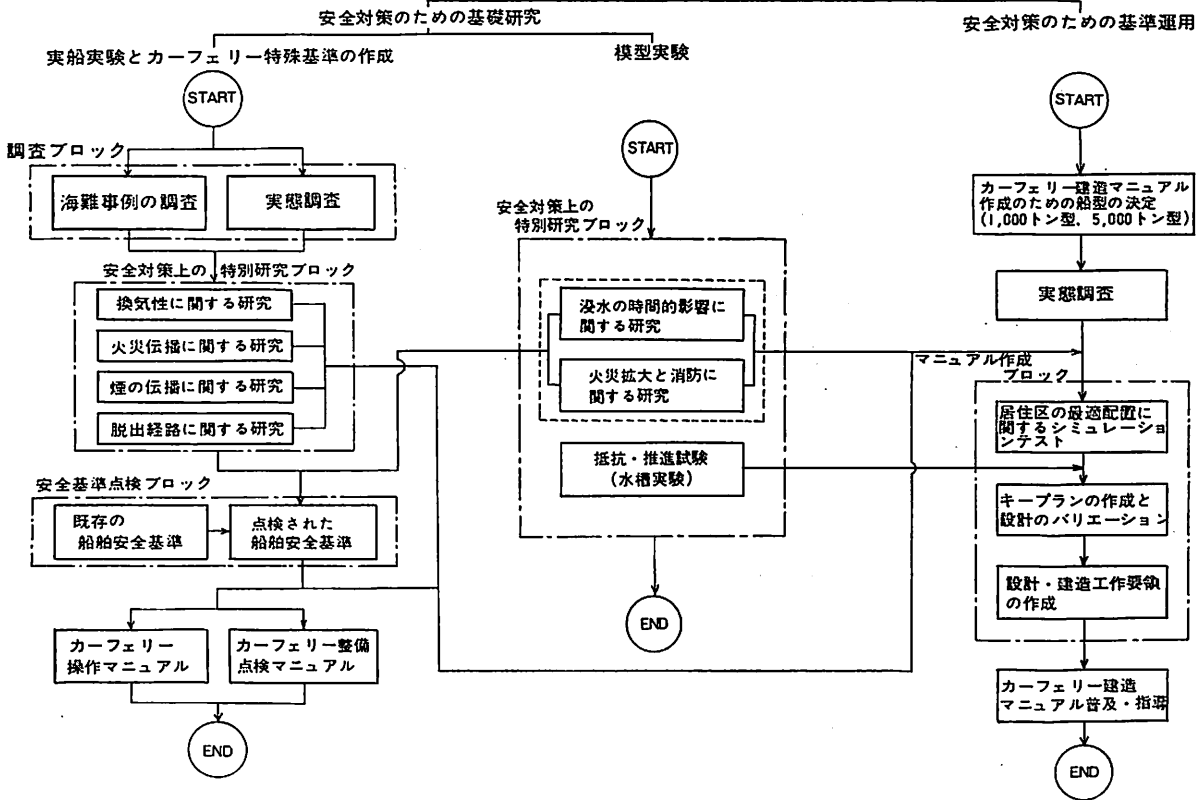 安全対策のための基礎研究
安全対策のための基準運用
実船実験とカーフェリー特殊基準の作成
模型実験
START
調査ブロック
海難事例の調査
実態調査
安全対策上の特別研究ブロック
換気性に関する研究
火災伝播に関する研究
煙の伝播に関する研究
脱出経路に関する研究
安全基準点検ブロック
既存の
船舶安全基準
点検された
船舶安全基準
カーフェリー
操作マニュアル
カーフェリー整備
点検マニュアル
END
START
安全対策上の
特別研究ブロック
浸水の時間的影響に
関する研究
火災拡大と消防に
関する研究
抵抗・推進試験
(水槽実験)
END
START
カーフェリー建造マニュアル
作成のための船型の決定
(1,000トン型、5,000トン型)
実態調査
マニュアル作成
ブロック
居住区の最適配置に
関するシミュレーショ
ンテスト
キープランの作成と
設計のバリエーション
設計・建造工作要領
の作成
カーフェリー建造
マニュアル普及・指導
END